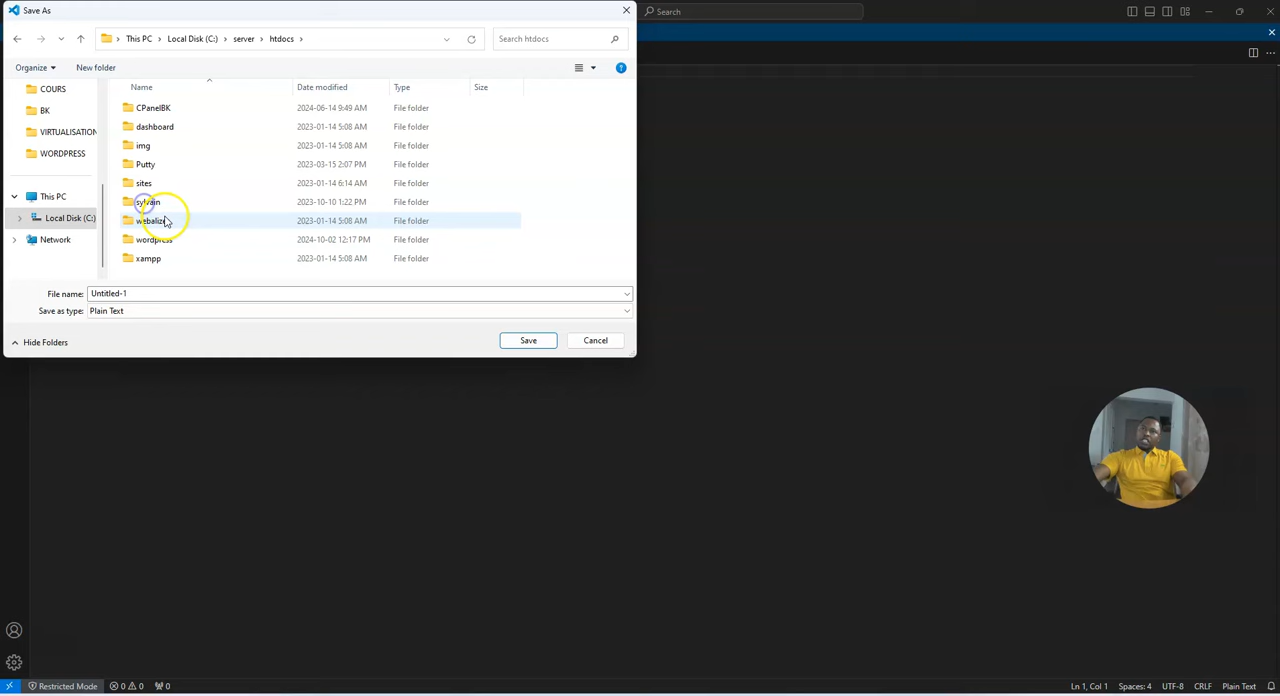 Save As
Search
This PC > Local Disk (C:) > server > htdocs >
Search htdocs
Organize
New folder
Name
Date modified
Type
Size
COURS
BK
VIRTUALISATION
WORDPRESS
This PC
Local Disk (C:)
Network
CPanelBK 2024-06-14 9:49 AM File folder
dashboard 2023-01-14 5:08 AM File folder
img 2023-01-14 5:08 AM File folder
Putty 2023-03-15 2:07 PM File folder
sites 2023-01-14 6:14 AM File folder
sylvain 2023-10-10 1:22 PM File folder
webalizer 2023-01-14 5:08 AM File folder
wordpress 2024-10-02 12:17 PM File folder
xampp 2023-01-14 5:08 AM File folder
File name: Untitled-1
Save as type: Plain Text
Hide Folders
Save
Cancel
Restricted Mode
0
0
0
Ln 1, Col 1
Spaces: 4
UTF-8
CRLF
Plain Text